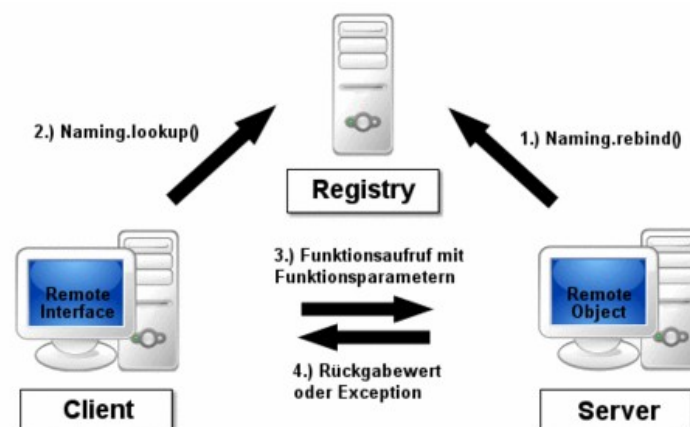 2.) Naming.lookup()
1.) Naming.rebind()
Registry
3.) Funktionsaufruf mit
Funktionsparametern
Remote
Interface
Remote
Object
4.) Rückgabewert
oder Exception
Client
Server